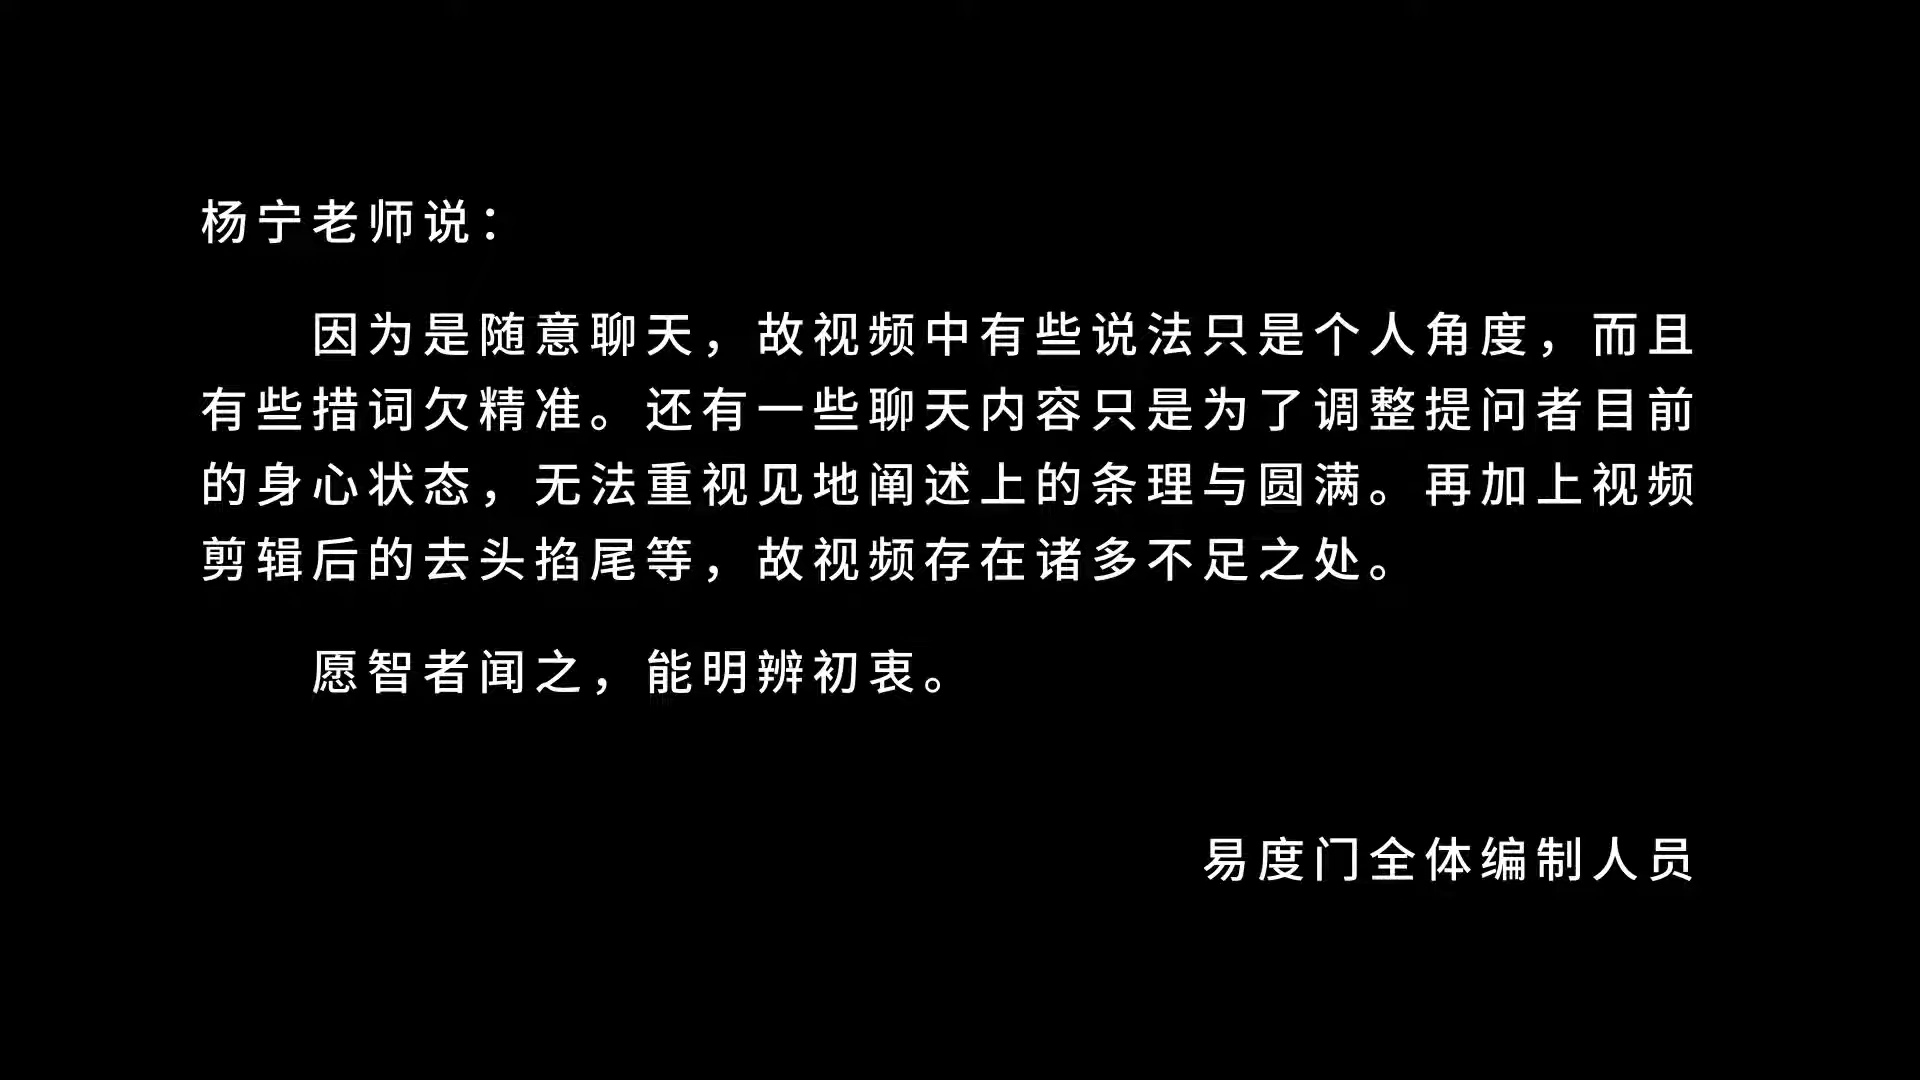 杨宁老师说：
因为是随意聊天，故视频中有些说法只是个人角度，而且
有些措词欠精准。还有一些聊天内容只是为了调整提问者目前
的身心状态，无法重视见地阐述上的条理与圆满。再加上视频
剪辑后的去头掐尾等，故视频存在诸多不足之处。
愿智者闻之，能明辨初衷。
易度门全体编制人员